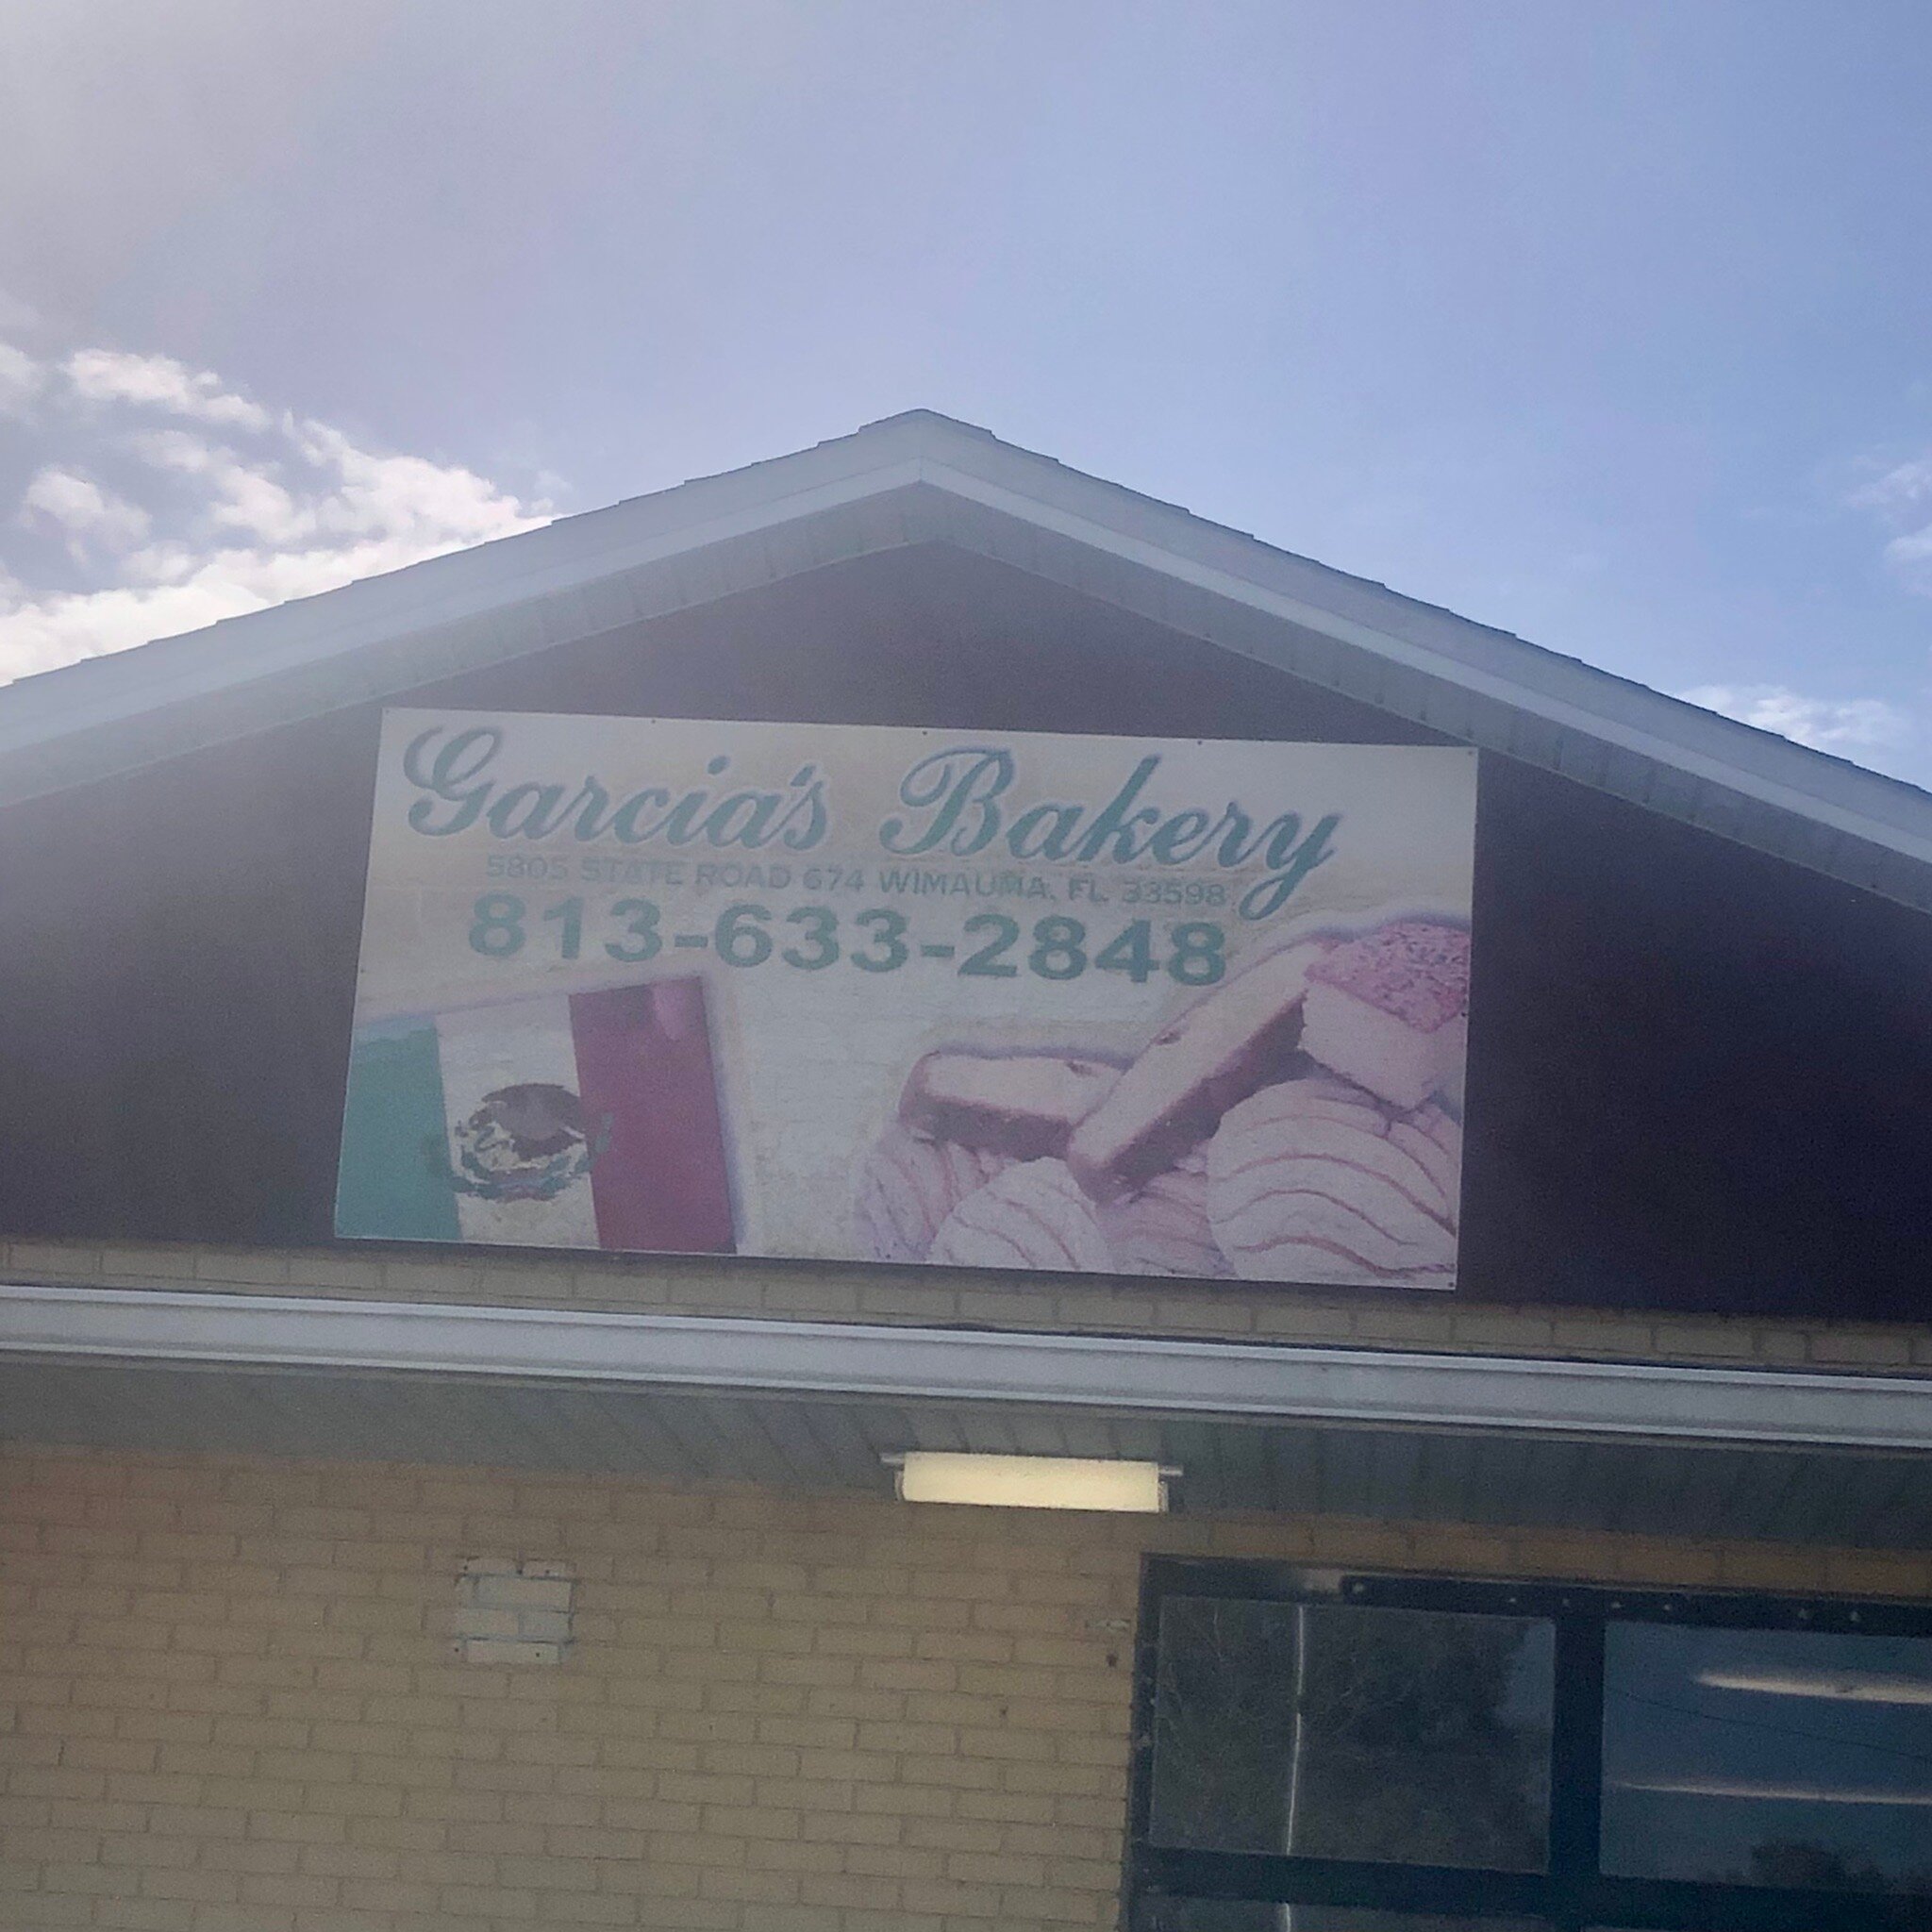 Garcia's Bakery
5805 STATE ROAD 674 WIMAUMA, FL 33598
813-633-2848